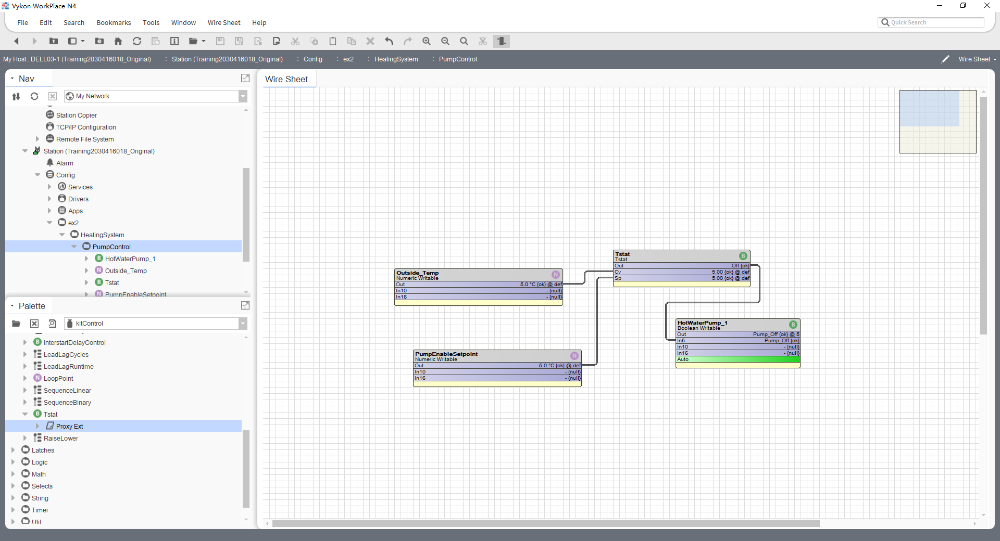 Vykon WorkPlace N4
File Edit Search Bookmarks Tools Window Wire Sheet Help
Quick Search
My Host : DELL03-1 (Training2030416018_Original) : Station (Training2030416018_Original) : Config : ex2 : HeatingSystem : PumpControl
Wire Sheet
Nav
My Network
Station Copier
TCP/IP Configuration
Remote File System
Station (Training2030416018_Original)
Alarm
Config
Services
Drivers
Apps
ex2
HeatingSystem
PumpControl
B HotWaterPump_1
N Outside_Temp
B Tstat
N PumpEnableSetpoint
Palette
kitControl
B InterstartDelayControl
LeadLagCycles
LeadLagRuntime
N LoopPoint
SequenceLinear
SequenceBinary
B Tstat
Proxy Ext
RaiseLower
Latches
Logic
Math
Selects
String
Timer
Util
Wire Sheet
Outside_Temp
Numeric Writable
N
Out 5.0 °C {ok} @ def
In10 - {null}
In16 - {null}
Tstat
Tstat
B
Out Off {ok}
Cv 5.00 {ok} @ def
Sp 5.00 {ok} @ def
PumpEnableSetpoint
Numeric Writable
N
Out 5.0 °C {ok} @ def
In10 - {null}
In16 - {null}
HotWaterPump_1
Boolean Writable
B
Out Pump_Off {ok} @ 5
In5 Pump_Off {ok}
In10 - {null}
In16 - {null}
Auto